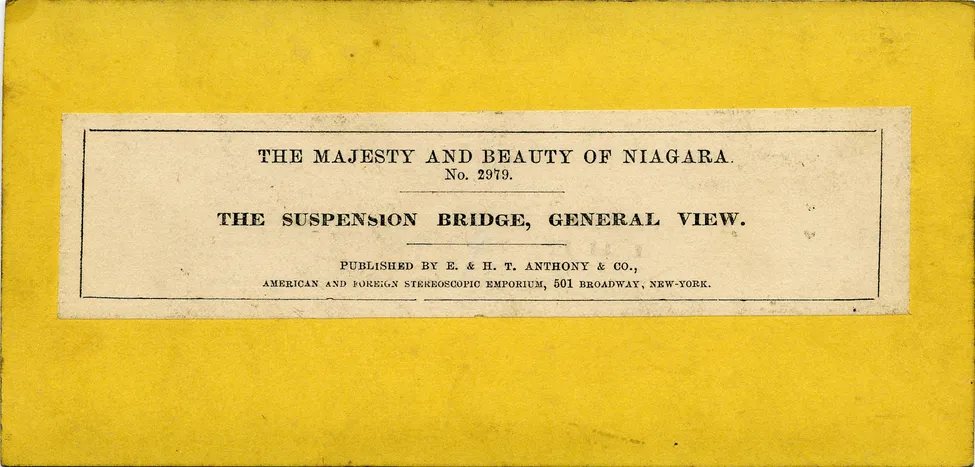 THE MAJESTY AND BEAUTY OF NIAGARA.
No. 2979.
THE SUSPENSION BRIDGE, GENERAL VIEW.
PUBLISHED BY E. & H. T. ANTHONY & CO.,
AMERICAN AND FOREIGN STEREOSCOPIC EMPORIUM, 501 BROADWAY, NEW-YORK.